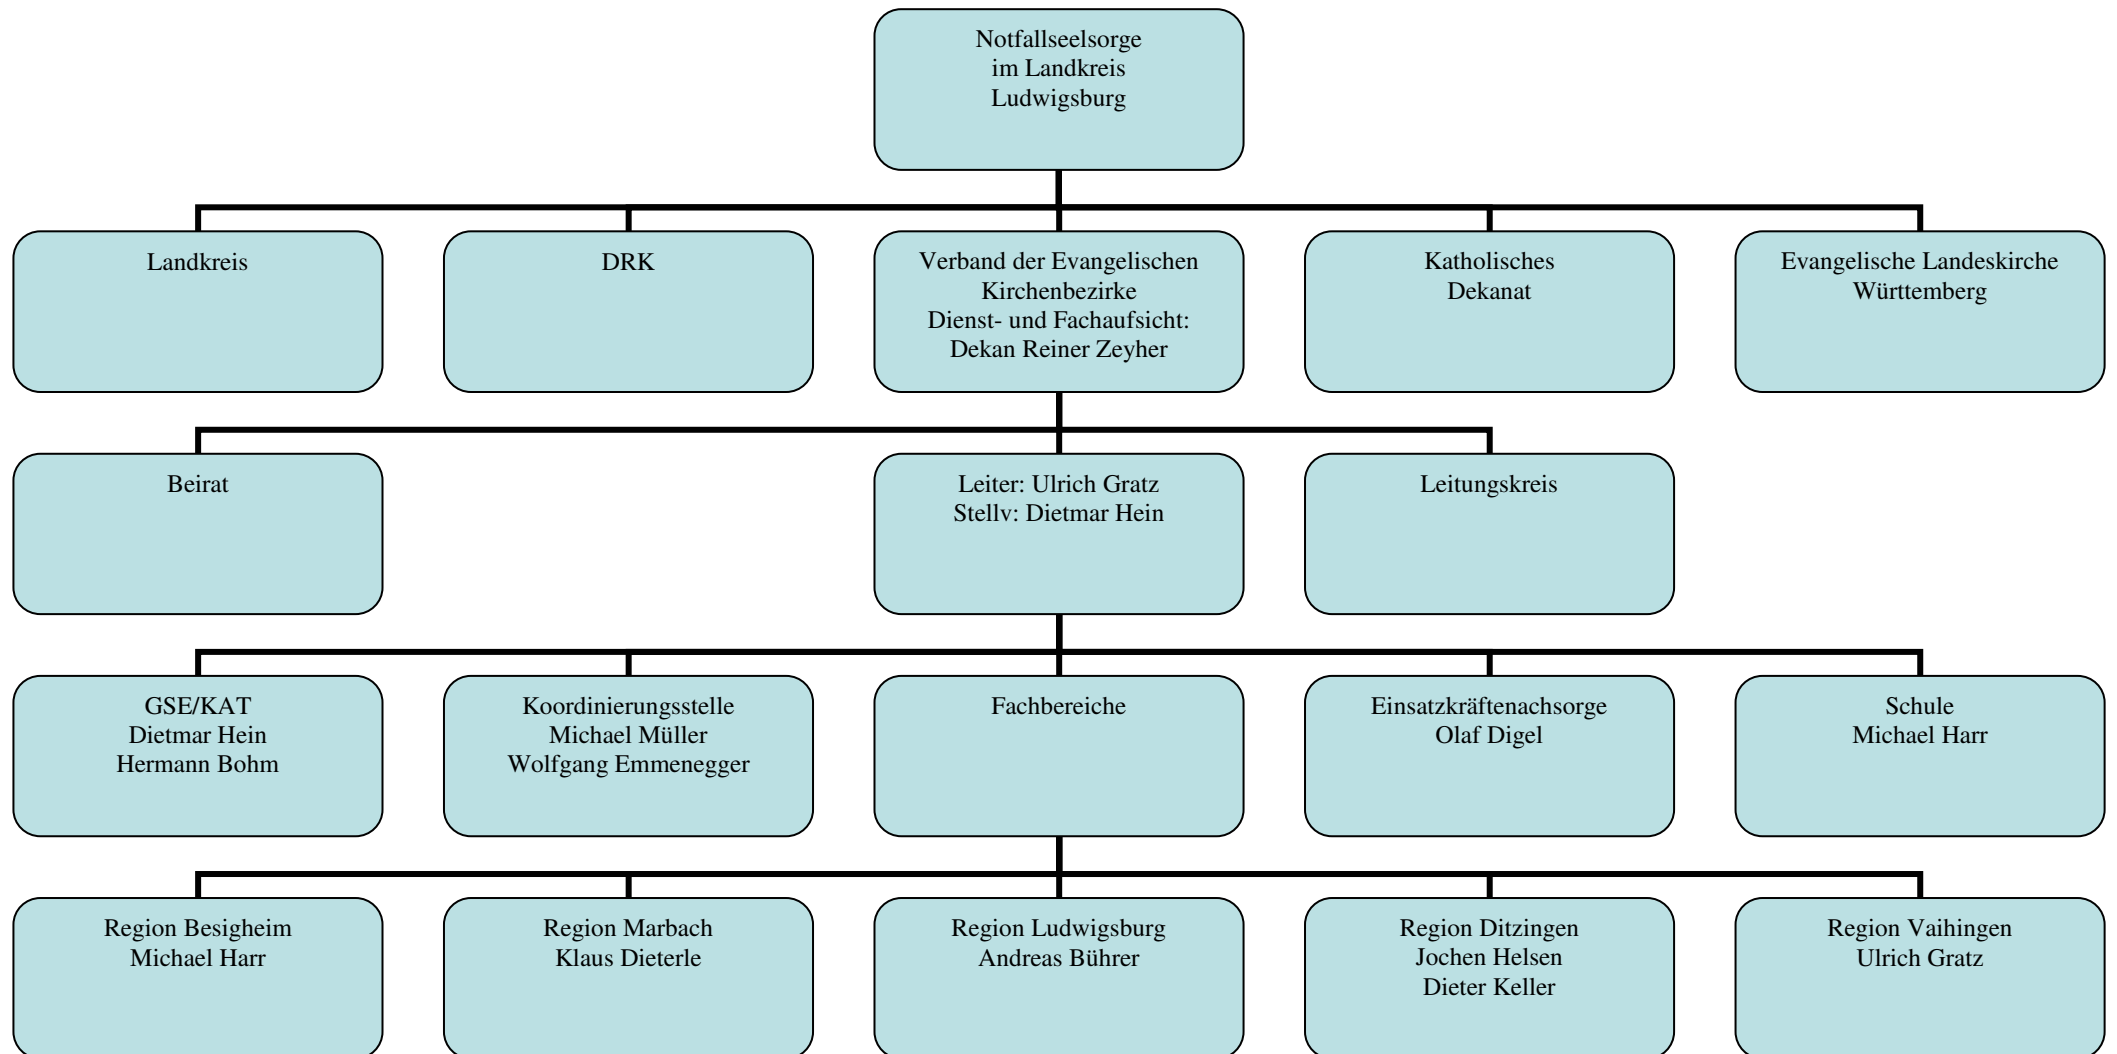 Notfallseelsorge
im Landkreis
Ludwigsburg
Landkreis
DRK
Verband der Evangelischen
Kirchenbezirke
Dienst- und Fachaufsicht:
Dekan Reiner Zeyher
Katholisches
Dekanat
Evangelische Landeskirche
Württemberg
Beirat
Leiter: Ulrich Gratz
Stellv: Dietmar Hein
Leitungskreis
GSE/KAT
Dietmar Hein
Hermann Bohm
Koordinierungsstelle
Michael Müller
Wolfgang Emmenegger
Fachbereiche
Einsatzkräftenachsorge
Olaf Digel
Schule
Michael Harr
Region Besigheim
Michael Harr
Region Marbach
Klaus Dieterle
Region Ludwigsburg
Andreas Bührer
Region Ditzingen
Jochen Helsen
Dieter Keller
Region Vaihingen
Ulrich Gratz